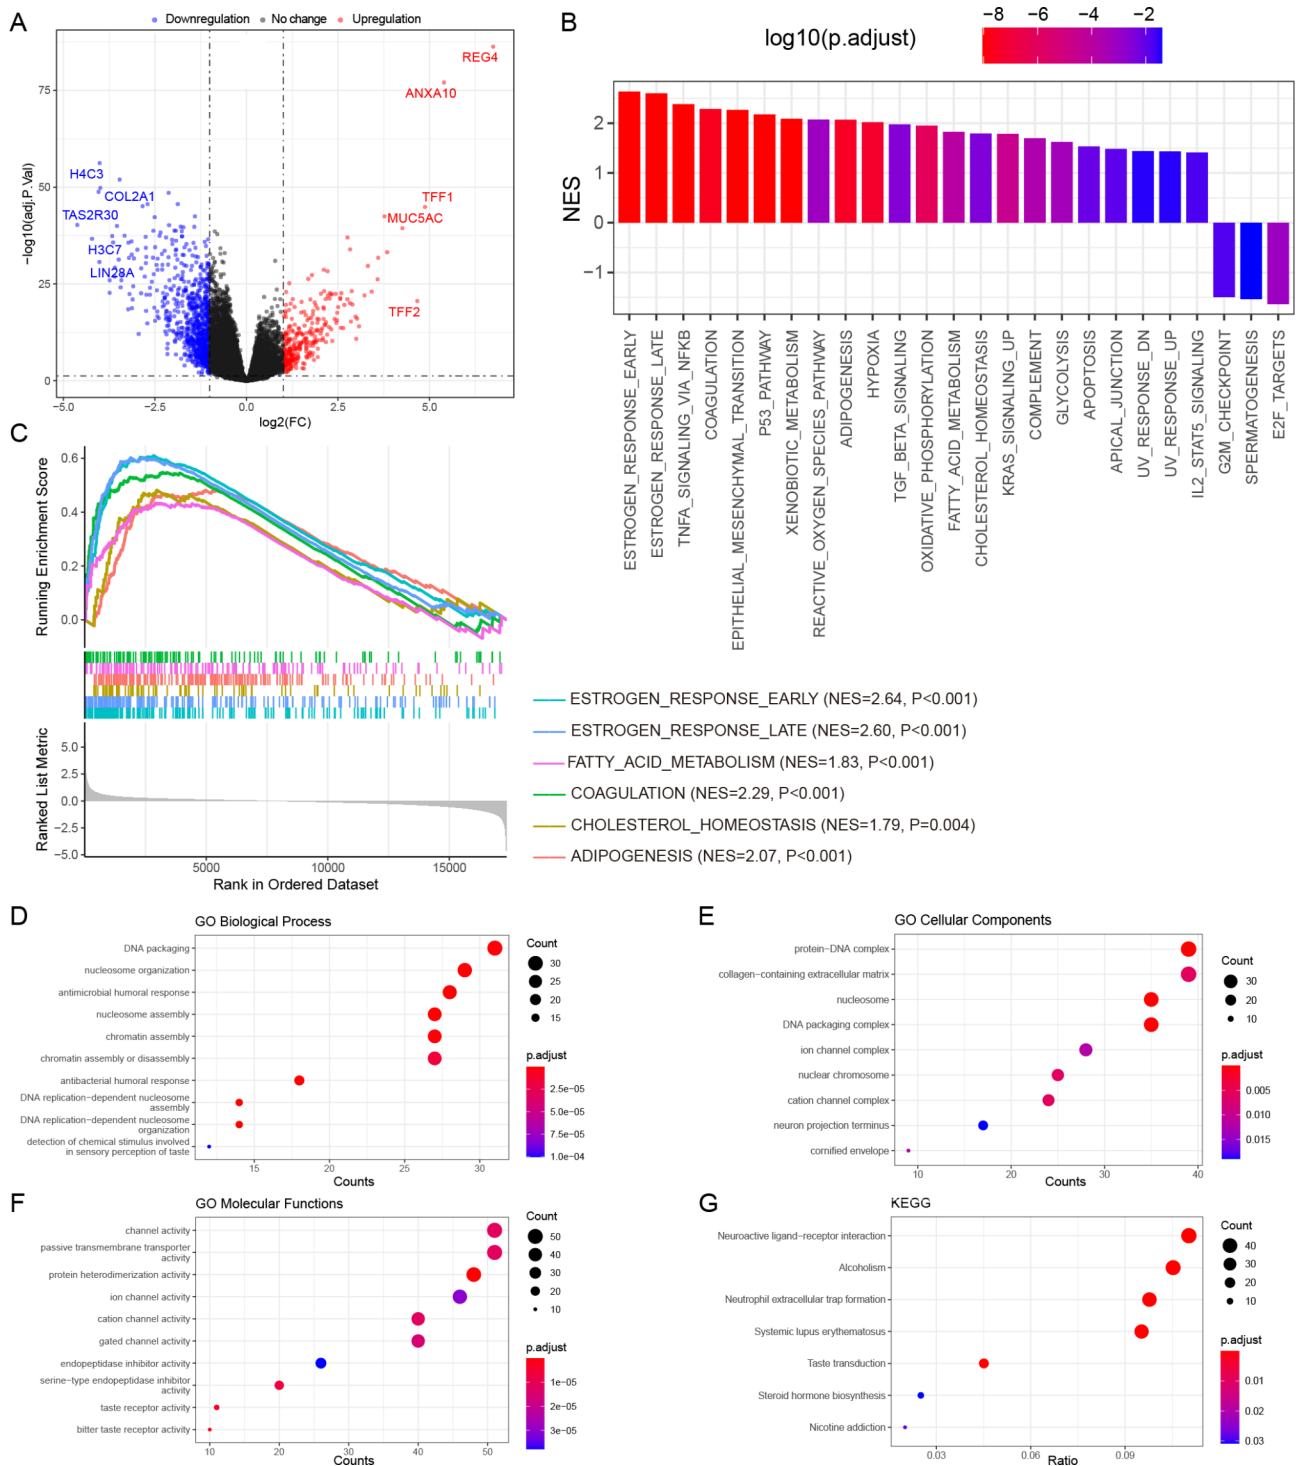 A
Downregulation
No change
Upregulation
REG4
ANXA10
H4C3
COL2A1
TAS2R30
H3C7
LIN28A
TFF1
MUC5AC
TFF2
−log10(adj.P.Val)
75
50
25
0
−5.0
−2.5
0.0
2.5
5.0
log2(FC)
B
log10(p.adjust)
−8
−6
−4
−2
NES
2
1
0
−1
ESTROGEN_RESPONSE_EARLY
ESTROGEN_RESPONSE_LATE
TNFA_SIGNALING_VIA_NFKB
COAGULATION
EPITHELIAL_MESENCHYMAL_TRANSITION
P53_PATHWAY
XENOBIOTIC_METABOLISM
REACTIVE_OXYGEN_SPECIES_PATHWAY
ADIPOGENESIS
HYPOXIA
TGF_BETA_SIGNALING
OXIDATIVE_PHOSPHORYLATION
FATTY_ACID_METABOLISM
CHOLESTEROL_HOMEOSTASIS
KRAS_SIGNALING_UP
COMPLEMENT
GLYCOLYSIS
APOPTOSIS
APICAL_JUNCTION
UV_RESPONSE_DN
UV_RESPONSE_UP
IL2_STAT5_SIGNALING
G2M_CHECKPOINT
SPERMATOGENESIS
E2F_TARGETS
C
Running Enrichment Score
0.6
0.4
0.2
0.0
Ranked List Metric
5.0
2.5
0.0
−2.5
−5.0
5000
10000
15000
Rank in Ordered Dataset
ESTROGEN_RESPONSE_EARLY (NES=2.64, P<0.001)
ESTROGEN_RESPONSE_LATE (NES=2.60, P<0.001)
FATTY_ACID_METABOLISM (NES=1.83, P<0.001)
COAGULATION (NES=2.29, P<0.001)
CHOLESTEROL_HOMEOSTASIS (NES=1.79, P=0.004)
ADIPOGENESIS (NES=2.07, P<0.001)
D
GO Biological Process
DNA packaging
nucleosome organization
antimicrobial humoral response
nucleosome assembly
chromatin assembly
chromatin assembly or disassembly
antibacterial humoral response
DNA replication−dependent nucleosome
assembly
DNA replication−dependent nucleosome
organization
detection of chemical stimulus involved
in sensory perception of taste
15
20
25
30
Counts
Count
30
25
20
15
p.adjust
2.5e−05
5.0e−05
7.5e−05
1.0e−04
E
GO Cellular Components
protein−DNA complex
collagen−containing extracellular matrix
nucleosome
DNA packaging complex
ion channel complex
nuclear chromosome
cation channel complex
neuron projection terminus
cornified envelope
10
20
30
40
Counts
Count
30
20
10
p.adjust
0.005
0.010
0.015
F
GO Molecular Functions
channel activity
passive transmembrane transporter
activity
protein heterodimerization activity
ion channel activity
cation channel activity
gated channel activity
endopeptidase inhibitor activity
serine−type endopeptidase inhibitor
activity
taste receptor activity
bitter taste receptor activity
10
20
30
40
50
Counts
Count
50
40
30
20
10
p.adjust
1e−05
2e−05
3e−05
G
KEGG
Neuroactive ligand−receptor interaction
Alcoholism
Neutrophil extracellular trap formation
Systemic lupus erythematosus
Taste transduction
Steroid hormone biosynthesis
Nicotine addiction
0.03
0.06
0.09
Ratio
Count
40
30
20
10
p.adjust
0.01
0.02
0.03